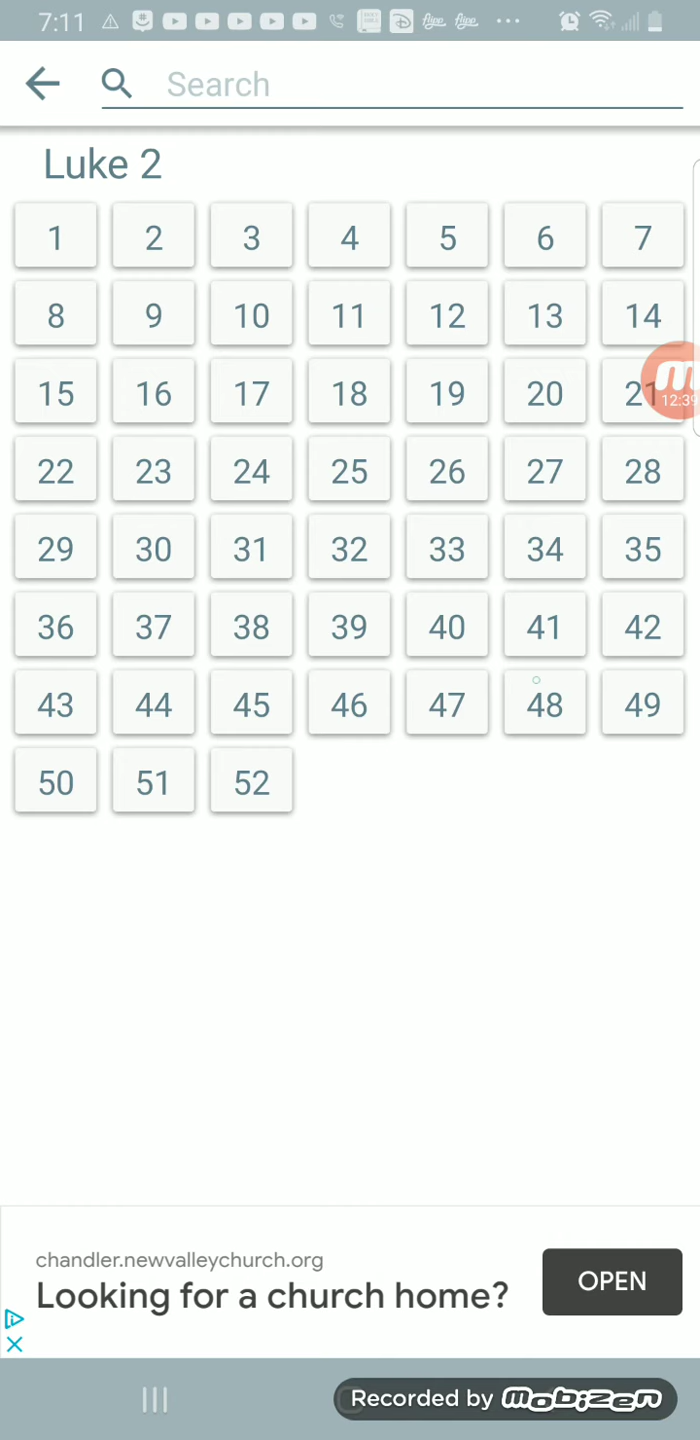 7:11
Search
Luke 2
1 2 3 4 5 6 7
8 9 10 11 12 13 14
15 16 17 18 19 20 21
12:39
22 23 24 25 26 27 28
29 30 31 32 33 34 35
36 37 38 39 40 41 42
43 44 45 46 47 48 49
50 51 52
chandler.newvalleychurch.org
Looking for a church home?
OPEN
Recorded by mobizen